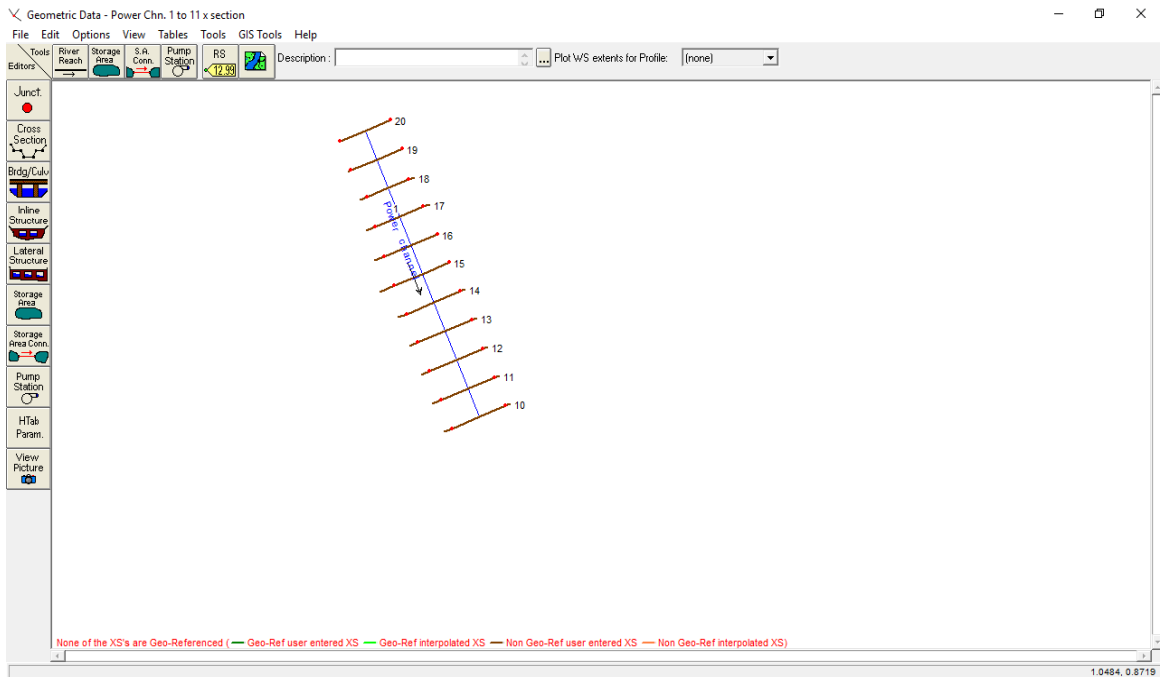 Geometric Data - Power Chn. 1 to 11 x section
File Edit Options View Tables Tools GIS Tools Help
Tools
Editors
River
Reach
Storage
Area
S.A.
Conn.
Pump
Station
RS
12.99
Description :
...
Plot WS extents for Profile:
(none)
Junct.
Cross
Section
Brdg/Culv
Inline
Structure
Lateral
Structure
Storage
Area
Storage
Area Conn.
Pump
Station
HTab
Param.
View
Picture
20
19
18
1
17
Power channel
16
15
14
13
12
11
10
None of the XS's are Geo-Referenced ( Geo-Ref user entered XS Geo-Ref interpolated XS Non Geo-Ref user entered XS Non Geo-Ref interpolated XS)
1.0484, 0.8719